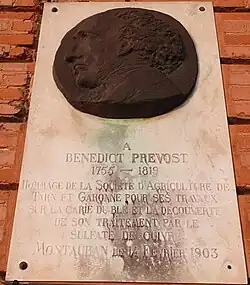 A
BENEDICT PREVOST
1755 – 1819
HOMMAGE DE LA SOCIÉTÉ D'AGRICULTURE DE
TARN ET GARONNE POUR SES TRAVAUX
SUR LA CARIE DU BLÉ ET LA DÉCOUVERTE
DE SON TRAITEMENT PAR LE
SULFATE DE CUIVRE
MONTAUBAN LE FÉVRIER 1903